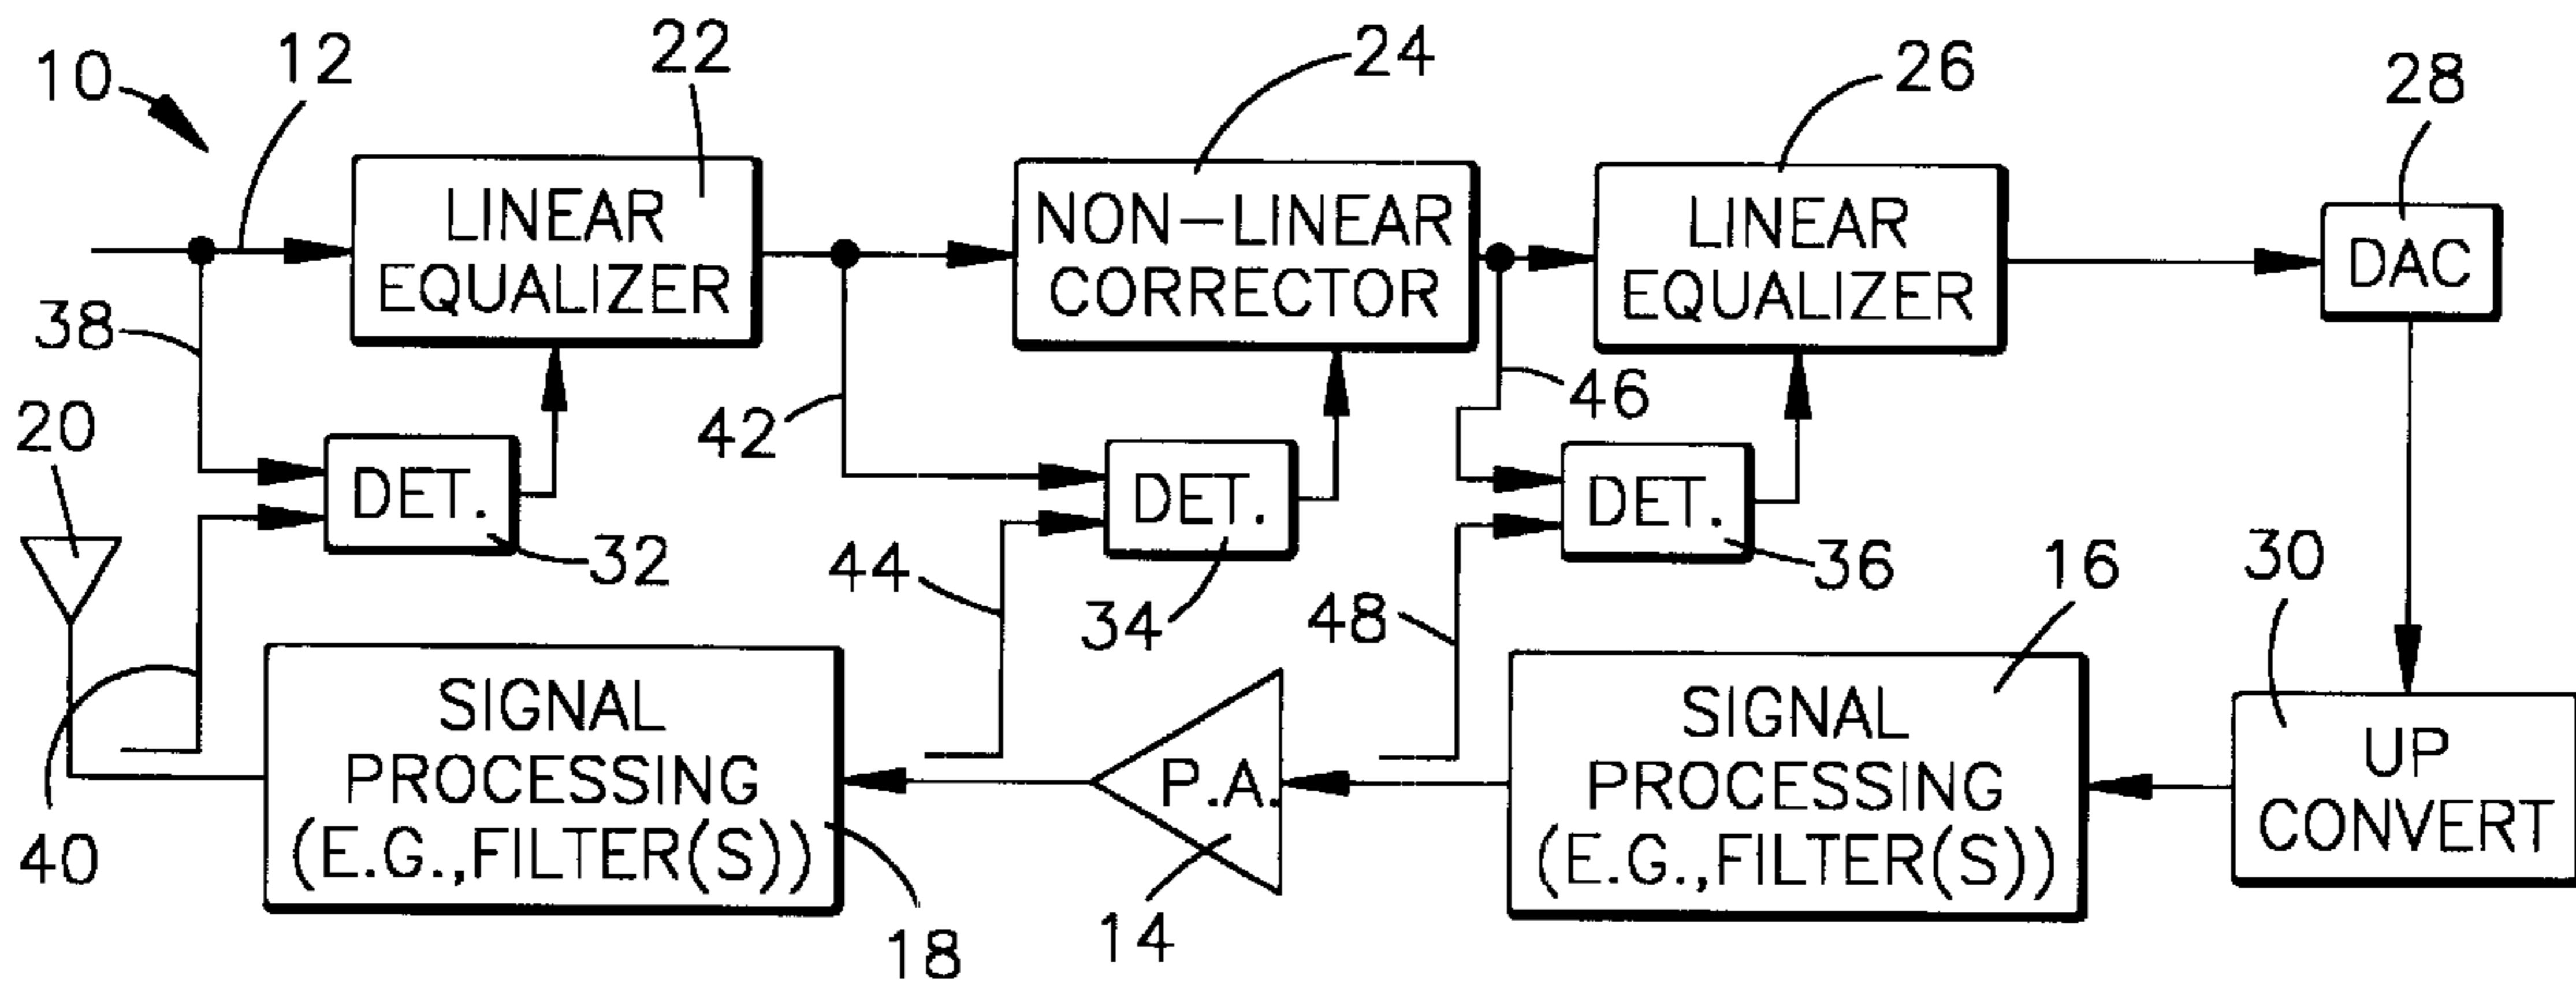 10
12
22
24
26
28
LINEAR
EQUALIZER
NON-LINEAR
CORRECTOR
LINEAR
EQUALIZER
DAC
38
42
46
20
DET.
DET.
DET.
32
44
34
48
36
16
30
SIGNAL
PROCESSING
(E.G.,FILTER(S))
P.A.
SIGNAL
PROCESSING
(E.G.,FILTER(S))
UP
CONVERT
40
18
14